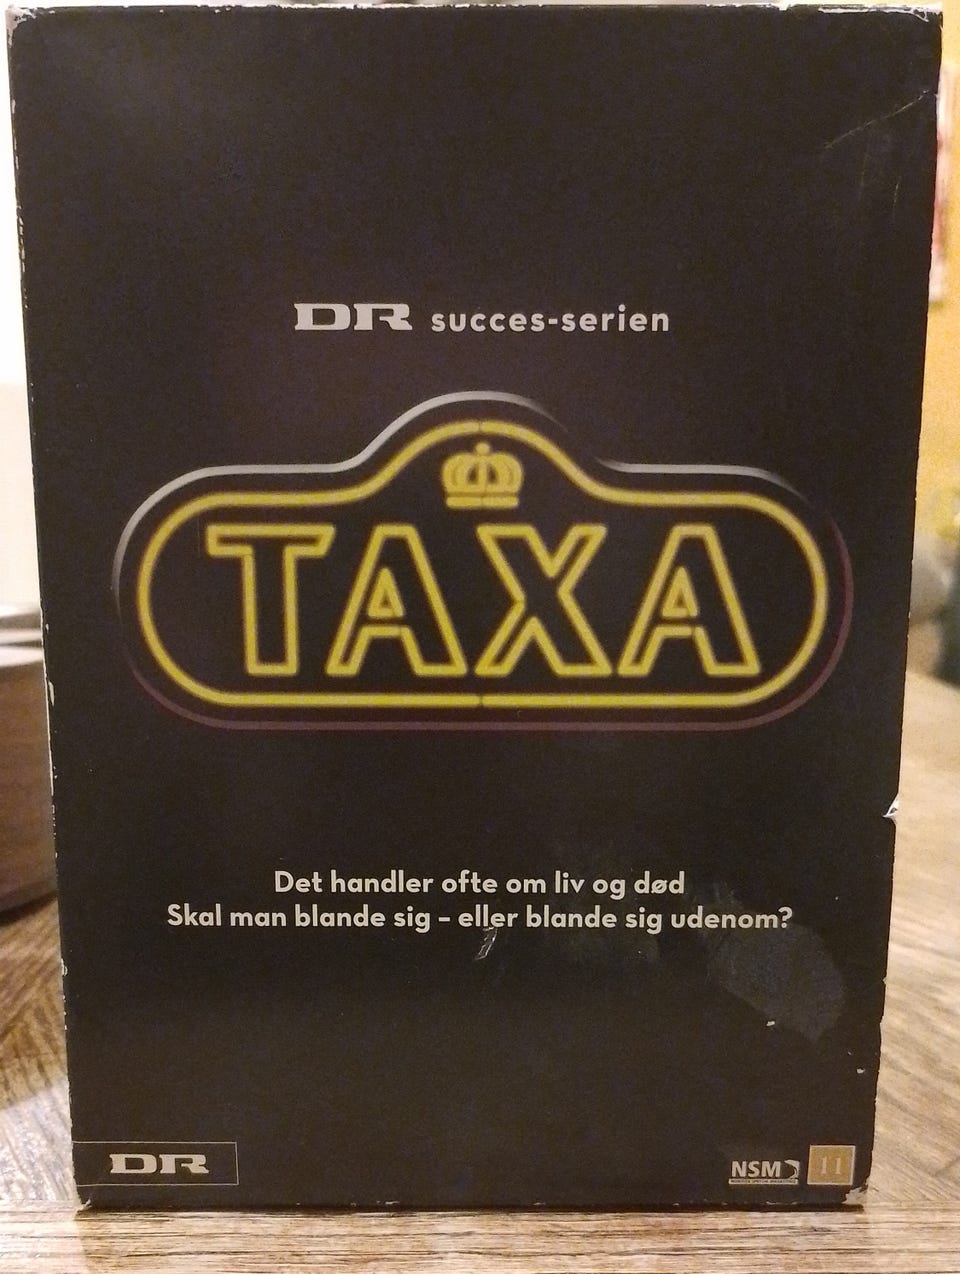 DR succes-serien
TAXA
Det handler ofte om liv og død
Skal man blande sig – eller blande sig udenom?
DR
NSM
11